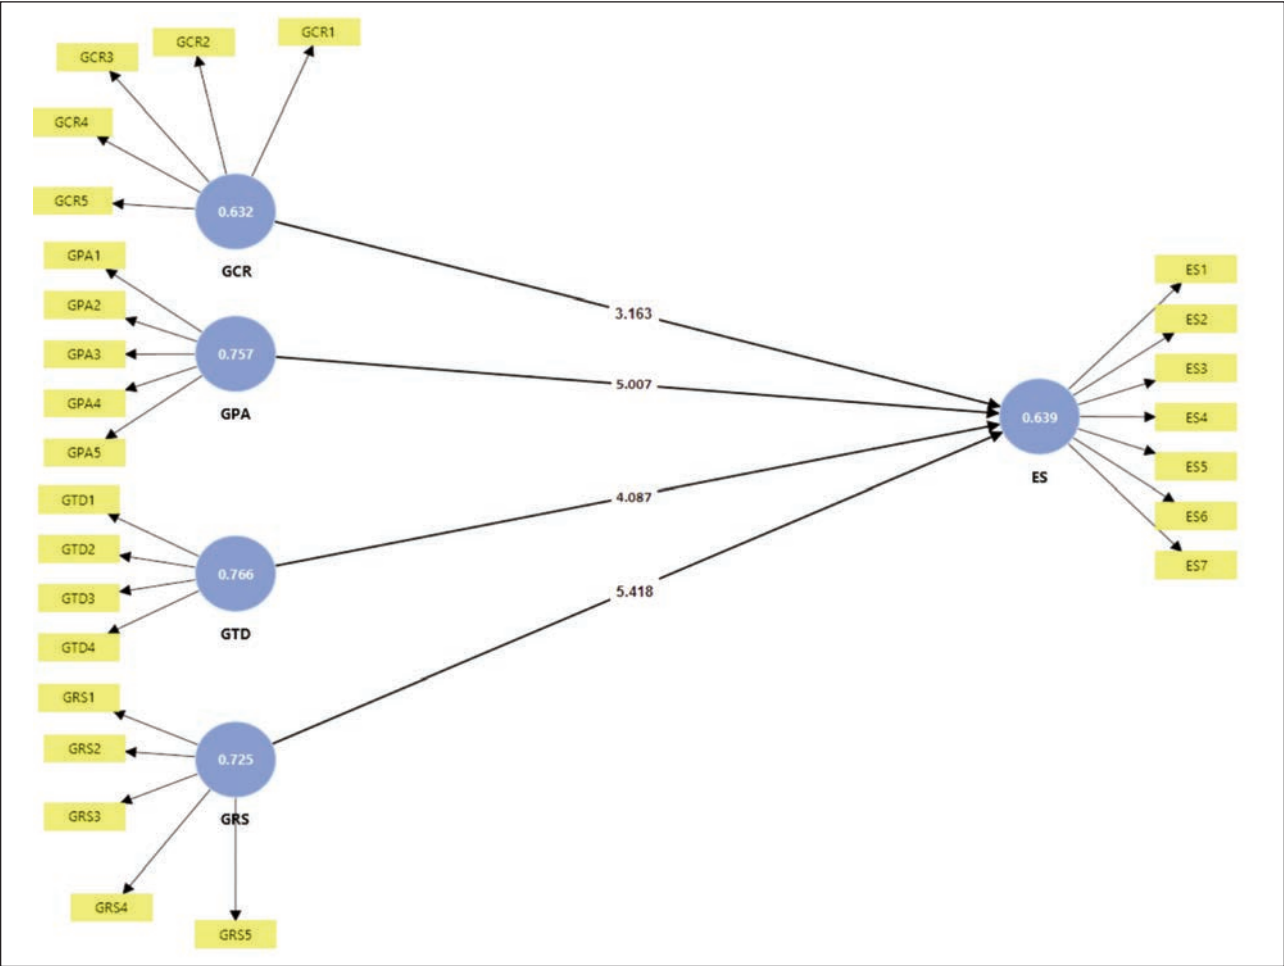 GCR1
GCR2
GCR3
GCR4
GCR5
0.632
GCR
GPA1
GPA2
GPA3
GPA4
GPA5
0.757
GPA
GTD1
GTD2
GTD3
GTD4
0.766
GTD
GRS1
GRS2
GRS3
GRS4
GRS5
0.725
GRS
3.163
5.007
4.087
5.418
0.639
ES
ES1
ES2
ES3
ES4
ES5
ES6
ES7